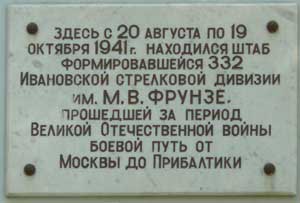 Здесь с 20 августа по 19
октября 1941 г. находился штаб
формировавшейся 332
Ивановской стрелковой дивизии
им. М.В. Фрунзе,
прошедшей за период
Великой Отечественной войны
боевой путь от
Москвы до Прибалтики